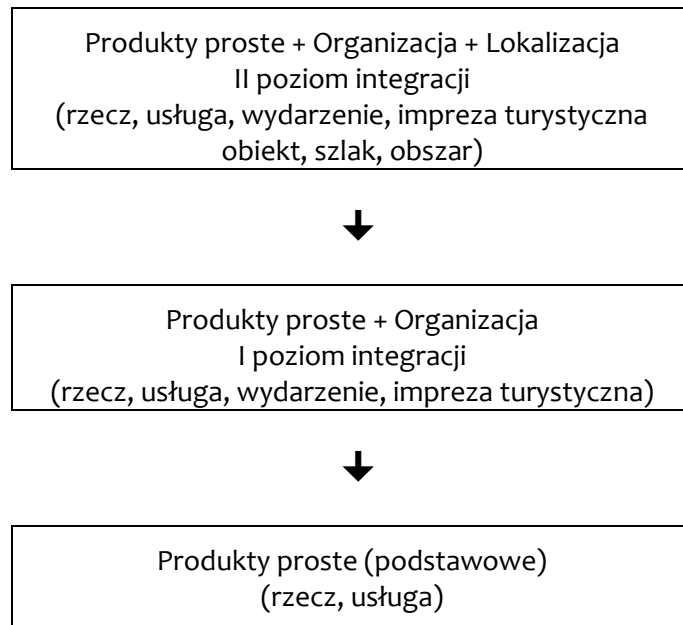 Produkty proste + Organizacja + Lokalizacja
II poziom integracji
(rzecz, usługa, wydarzenie, impreza turystyczna
obiekt, szlak, obszar)
Produkty proste + Organizacja
I poziom integracji
(rzecz, usługa, wydarzenie, impreza turystyczna)
Produkty proste (podstawowe)
(rzecz, usługa)